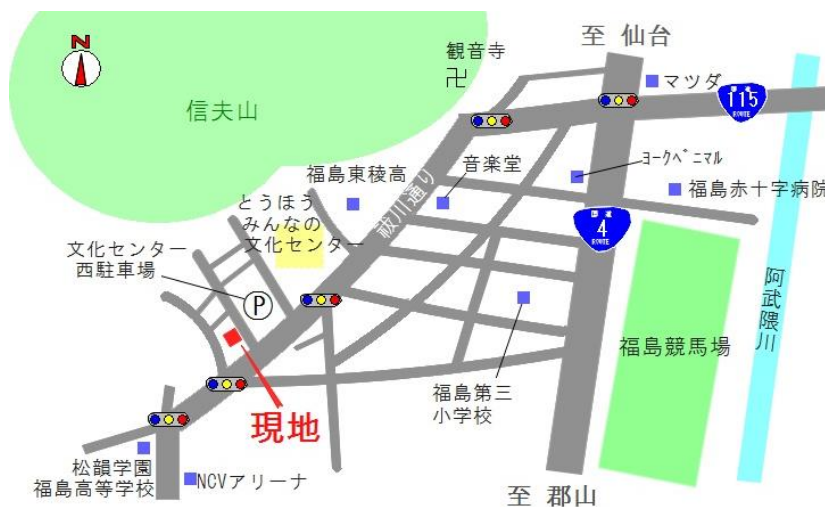 N
信夫山
観音寺
至 仙台
マツダ
国道
115
ROUTE
福島東稜高
音楽堂
ﾖｰｸﾍﾞﾆﾏﾙ
福島赤十字病院
祓川通り
とうほう
みんなの
文化センター
国道
4
ROUTE
文化センター
西駐車場
P
阿武隈川
福島競馬場
福島第三
小学校
現地
松韻学園
福島高等学校
NCVアリーナ
至 郡山